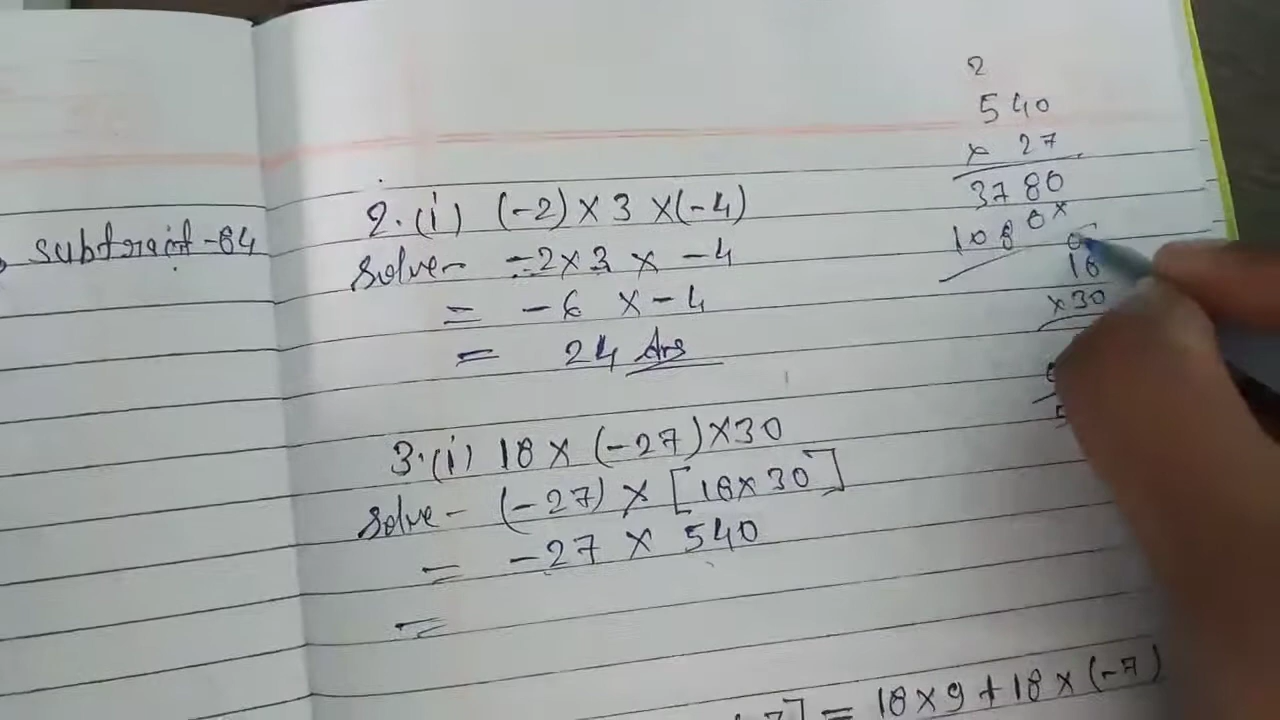 subtract -64
2.(i) (-2) × 3 × (-4)
Solve- = -2 × 3 × -4
= -6 × -4
= 24 Ans
3.(i) 18 × (-27) × 30
Solve- (-27) × [18 × 30]
= -27 × 540
=
= 18 × 9 + 18 × (-7)
2
540
× 27
3780
1080×
18
×30